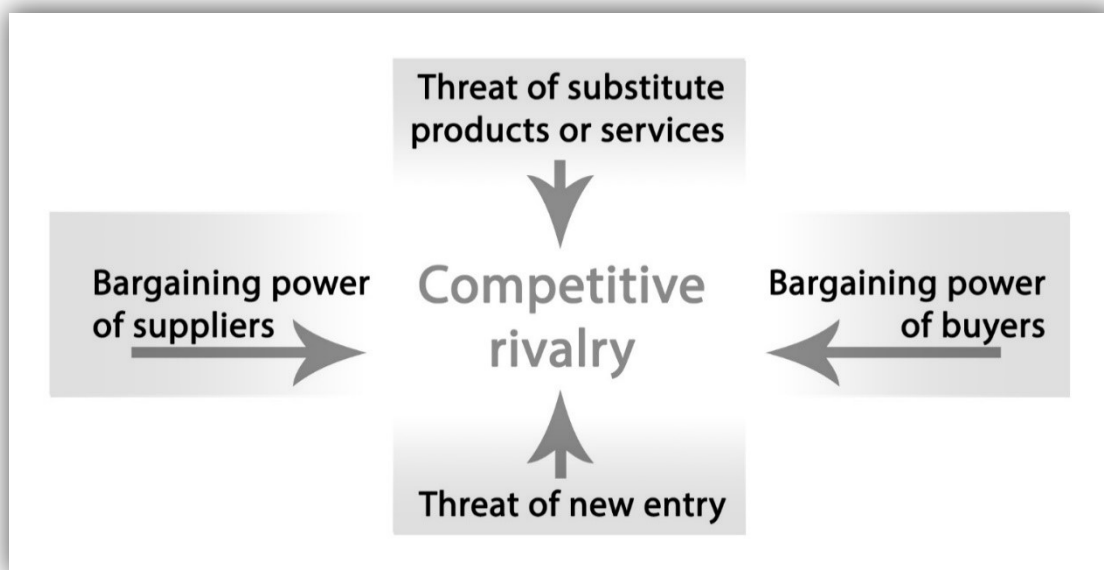 Threat of substitute
products or services
Bargaining power
of suppliers
Competitive
rivalry
Bargaining power
of buyers
Threat of new entry